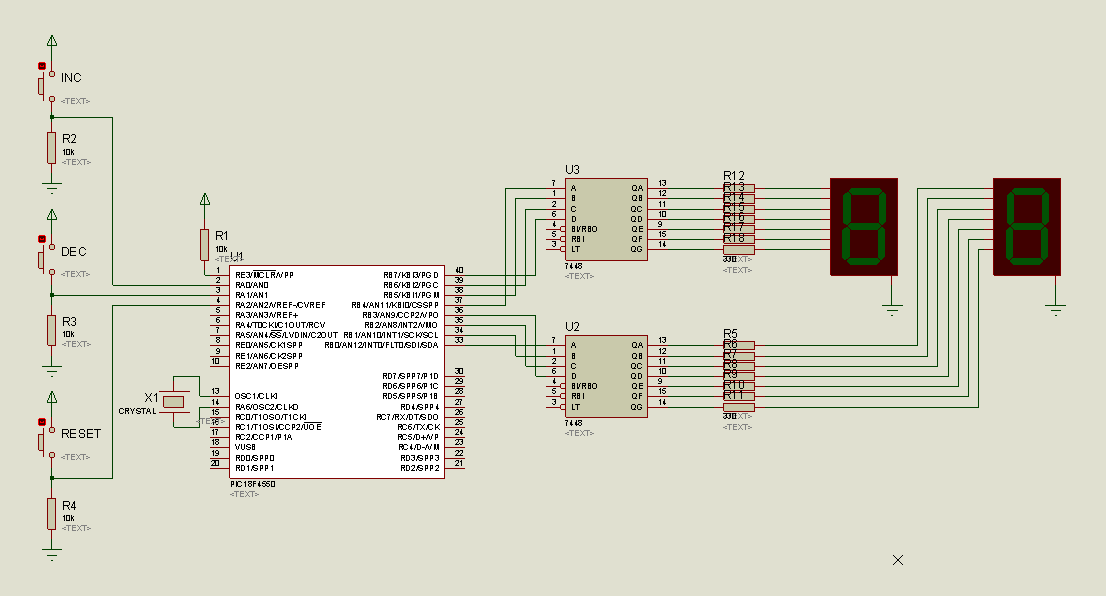 INC
<TEXT>
R2
10k
<TEXT>
DEC
<TEXT>
R3
10k
<TEXT>
RESET
<TEXT>
R4
10k
<TEXT>
R1
10k
<TEXT>
X1
CRYSTAL
<TEXT>
U1
1 RE3/MCLR/VPP
2 RA0/AN0
3 RA1/AN1
4 RA2/AN2/VREF-/CVREF
5 RA3/AN3/VREF+
6 RA4/T0CKI/C1OUT/RCV
7 RA5/AN4/SS/LVDIN/C2OUT
8 RE0/AN5/CK1SPP
9 RE1/AN6/CK2SPP
10 RE2/AN7/OESPP
13 OSC1/CLKI
14 RA6/OSC2/CLKO
15 RC0/T1OSO/T1CKI
16 RC1/T1OSI/CCP2/UOE
17 RC2/CCP1/P1A
18 VUSB
19 RD0/SPP0
20 RD1/SPP1
RB7/KBI3/PGD 40
RB6/KBI2/PGC 39
RB5/KBI1/PGM 38
RB4/AN11/KBI0/CSSPP 37
RB3/AN9/CCP2/VPO 36
RB2/AN8/INT2/VMO 35
RB1/AN10/INT1/SCK/SCL 34
RB0/AN12/INT0/FLT0/SDI/SDA 33
RD7/SPP7/P1D 30
RD6/SPP6/P1C 29
RD5/SPP5/P1B 28
RD4/SPP4 27
RC7/RX/DT/SDO 26
RC6/TX/CK 25
RC5/D+/VP 24
RC4/D-/VM 23
RD3/SPP3 22
RD2/SPP2 21
PIC18F4550
<TEXT>
U3
7 A QA 13
1 B QB 12
2 C QC 11
6 D QD 10
4 BI/RBO QE 9
5 RBI QF 15
3 LT QG 14
7448
<TEXT>
R12
R13
R14
R15
R16
R17
R18
330
<TEXT>
<TEXT>
U2
7 A QA 13
1 B QB 12
2 C QC 11
6 D QD 10
4 BI/RBO QE 9
5 RBI QF 15
3 LT QG 14
7448
<TEXT>
R5
R6
R7
R8
R9
R10
R11
330
<TEXT>
<TEXT>